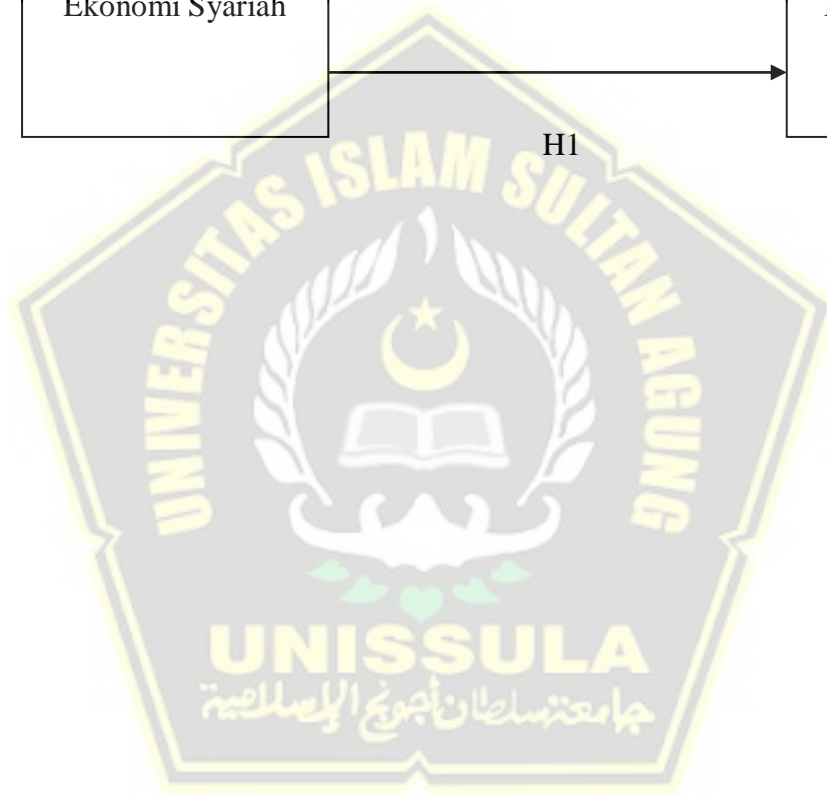 Ekonomi Syariah
H1
UNIVERSITAS ISLAM SULTAN AGUNG
UNISSULA
جامعة سلطان أجونج الإسلامية